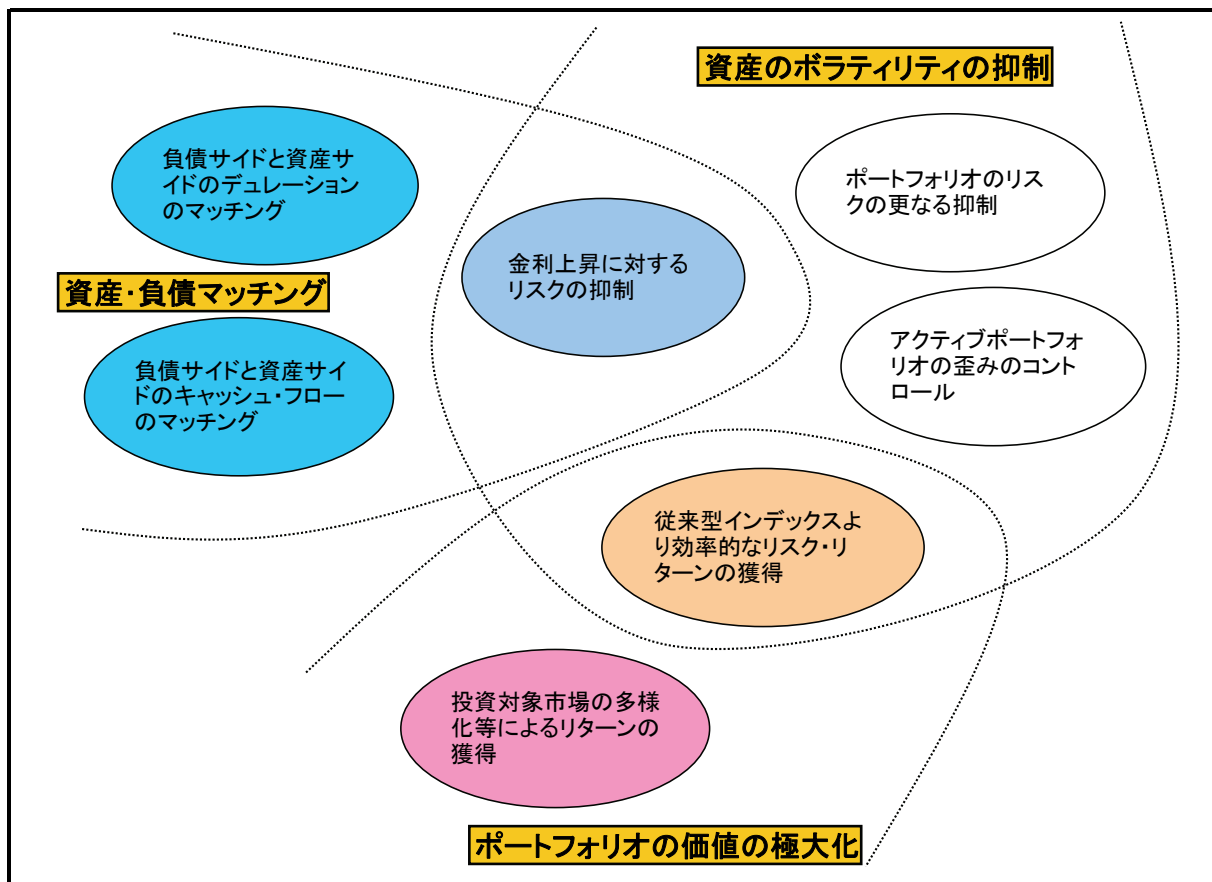 資産のボラティリティの抑制
負債サイドと資産サ
イドのデュレーション
のマッチング
ポートフォリオのリス
クの更なる抑制
金利上昇に対する
リスクの抑制
資産・負債マッチング
アクティブポートフォ
リオの歪みのコント
ロール
負債サイドと資産サイ
ドのキャッシュ・フロー
のマッチング
従来型インデックスよ
り効率的なリスク・リ
ターンの獲得
投資対象市場の多様
化等によるリターンの
獲得
ポートフォリオの価値の極大化